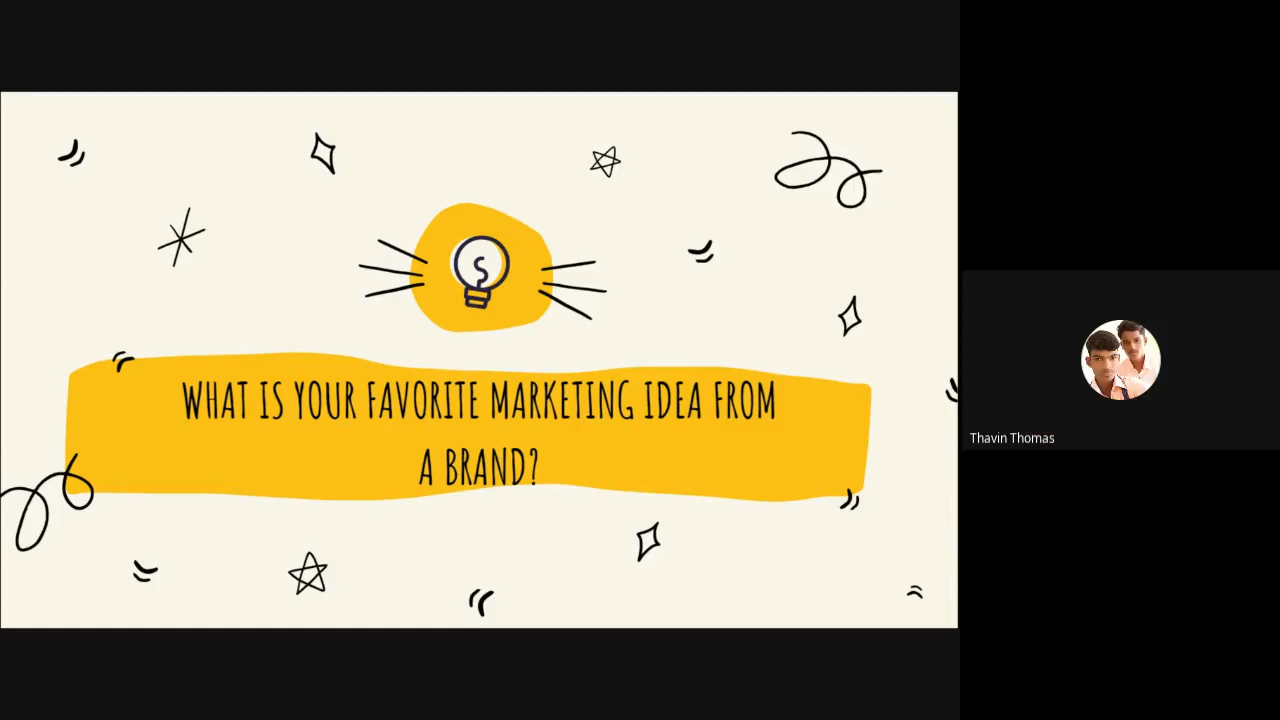 WHAT IS YOUR FAVORITE MARKETING IDEA FROM
A BRAND?
Thavin Thomas